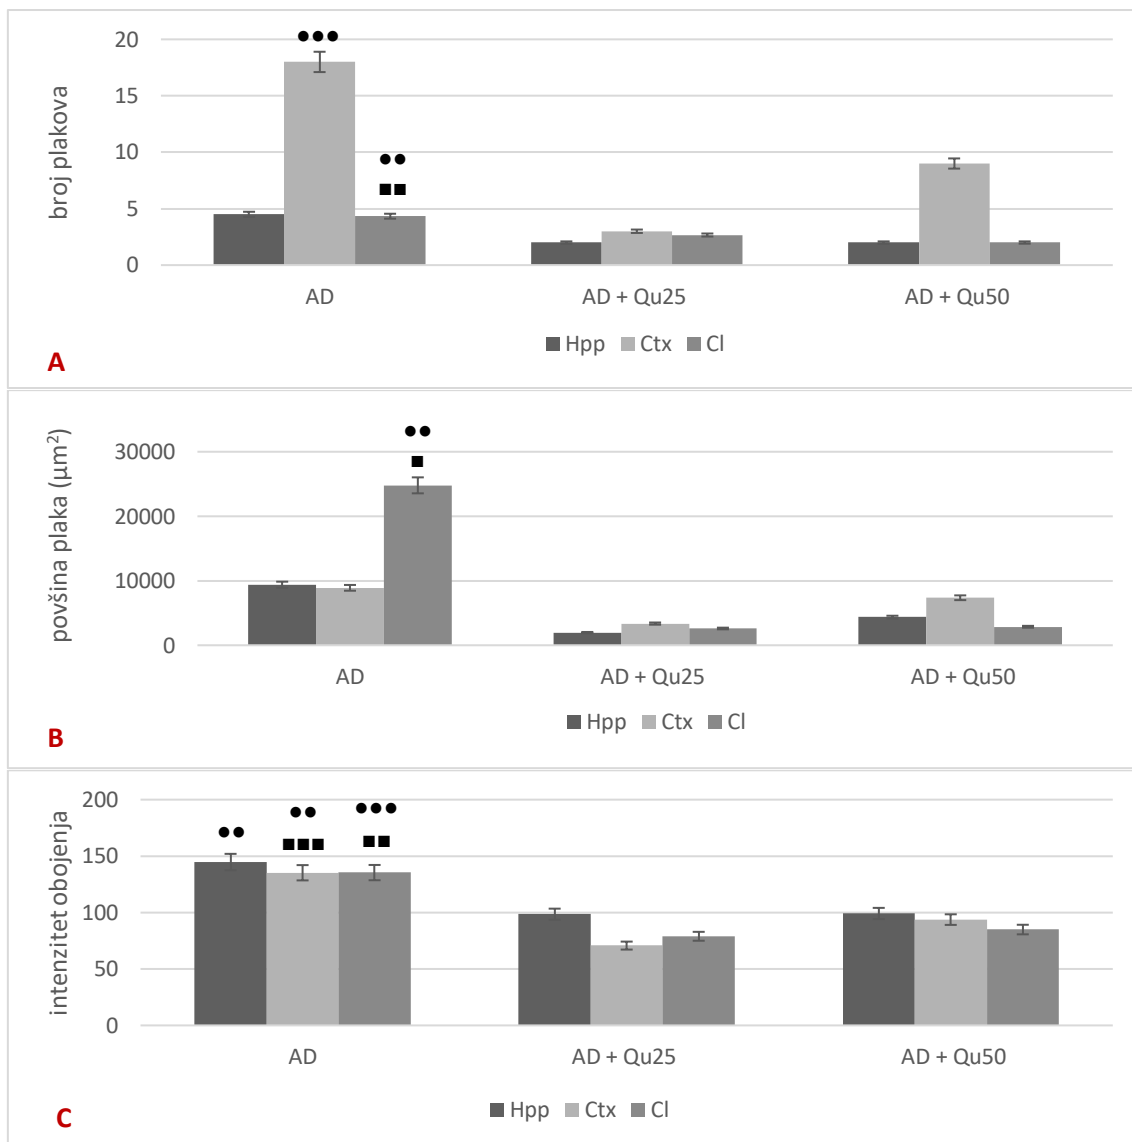 ●●●
20
15
10
5
0
broj plakova
●●
■■
AD
AD + Qu25
AD + Qu50
Hpp Ctx Cl
A
●●
■
30000
20000
10000
0
povšina plaka (µm²)
AD
AD + Qu25
AD + Qu50
Hpp Ctx Cl
B
200
150
100
50
0
intenzitet obojenja
●●
●●
■■■
●●●
■■
AD
AD + Qu25
AD + Qu50
Hpp Ctx Cl
C